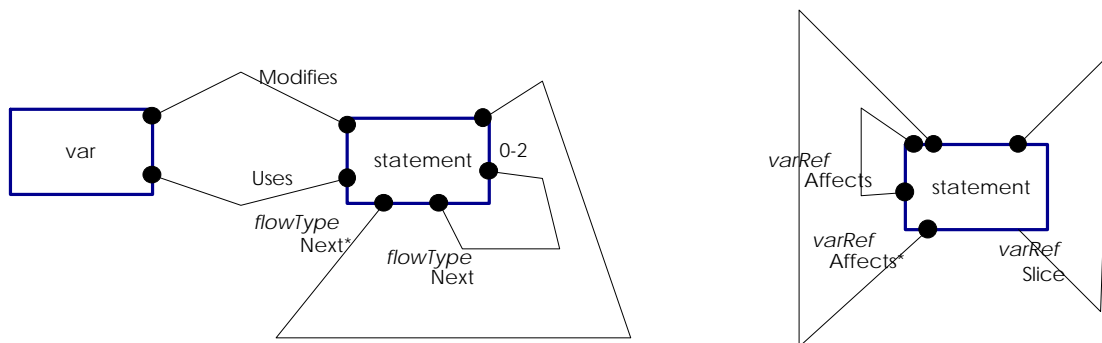 Modifies
var
statement
0-2
Uses
flowType
Next*
flowType
Next
varRef
Affects
statement
varRef
Affects*
varRef
Slice